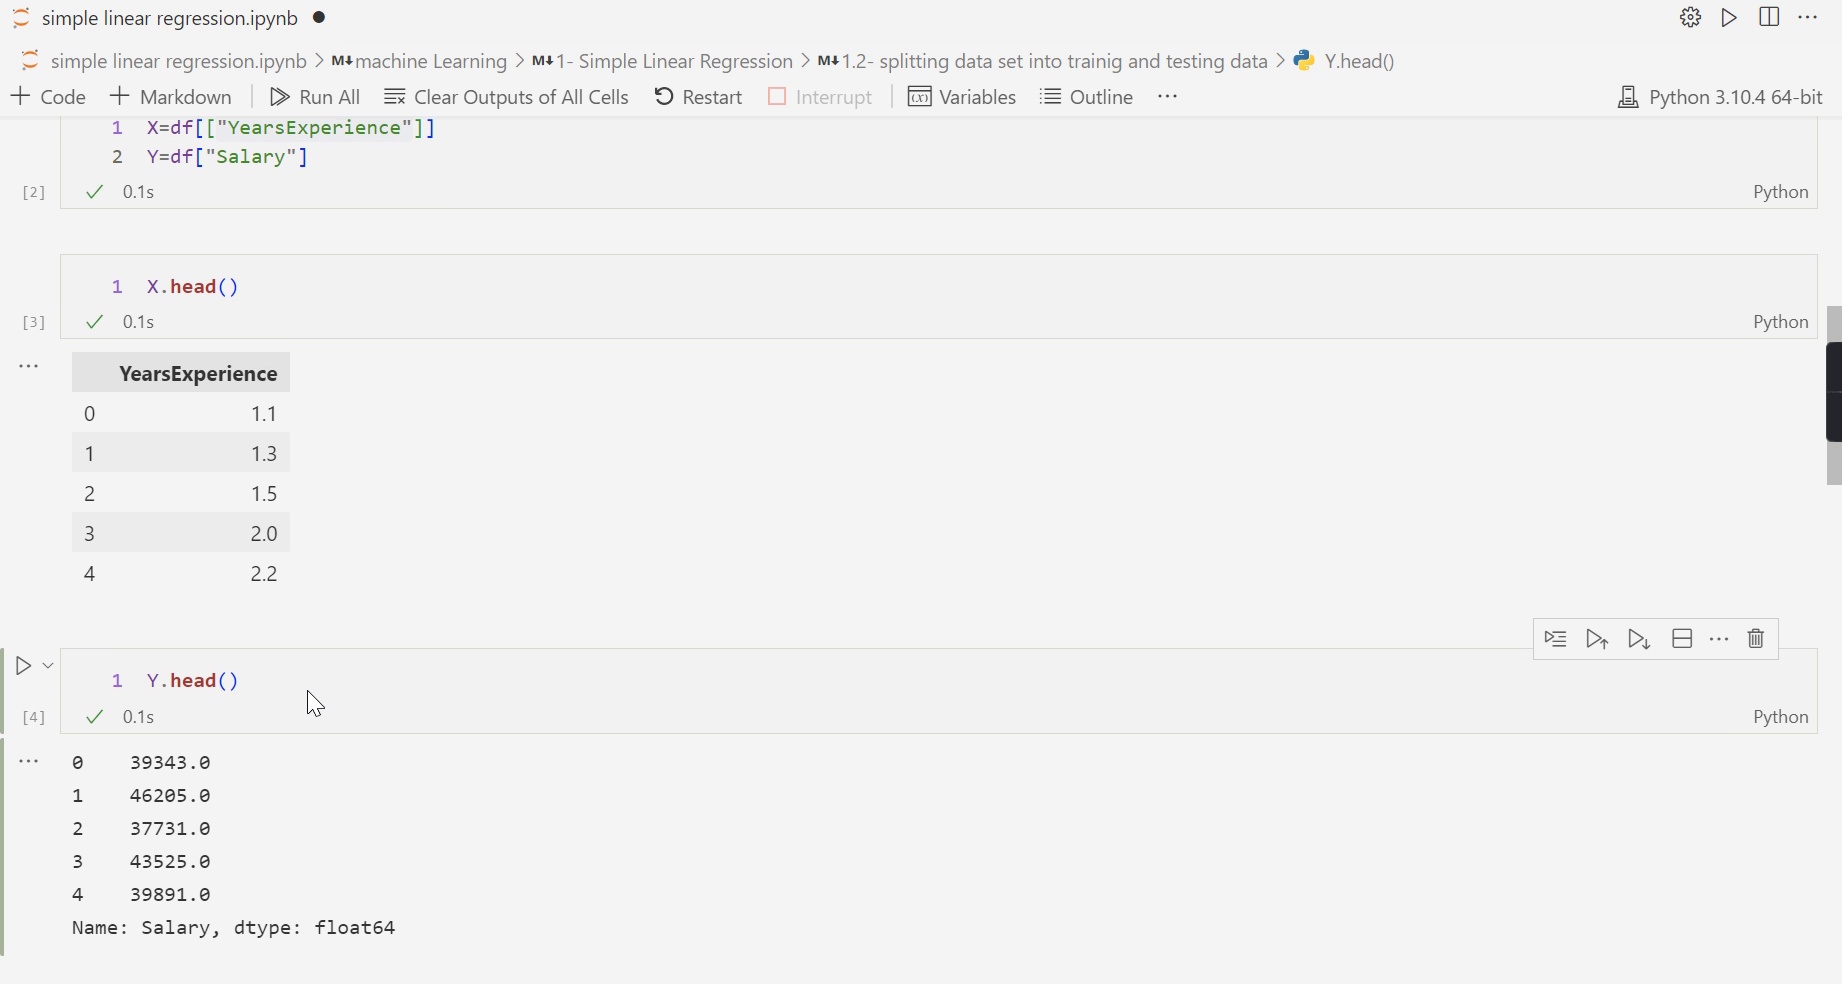 simple linear regression.ipynb
simple linear regression.ipynb > M↓ machine Learning > M↓ 1- Simple Linear Regression > M↓ 1.2- splitting data set into trainig and testing data > Y.head()
+ Code + Markdown Run All Clear Outputs of All Cells Restart Interrupt (x) Variables Outline ... Python 3.10.4 64-bit
1 X=df[["YearsExperience"]]
2 Y=df["Salary"]
[2] ✓ 0.1s Python
1 X.head()
[3] ✓ 0.1s Python
YearsExperience
0 1.1
1 1.3
2 1.5
3 2.0
4 2.2
1 Y.head()
[4] ✓ 0.1s Python
0 39343.0
1 46205.0
2 37731.0
3 43525.0
4 39891.0
Name: Salary, dtype: float64